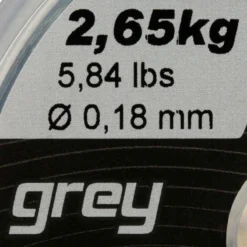 2,65kg
5,84 lbs
Ø 0,18 mm
grey